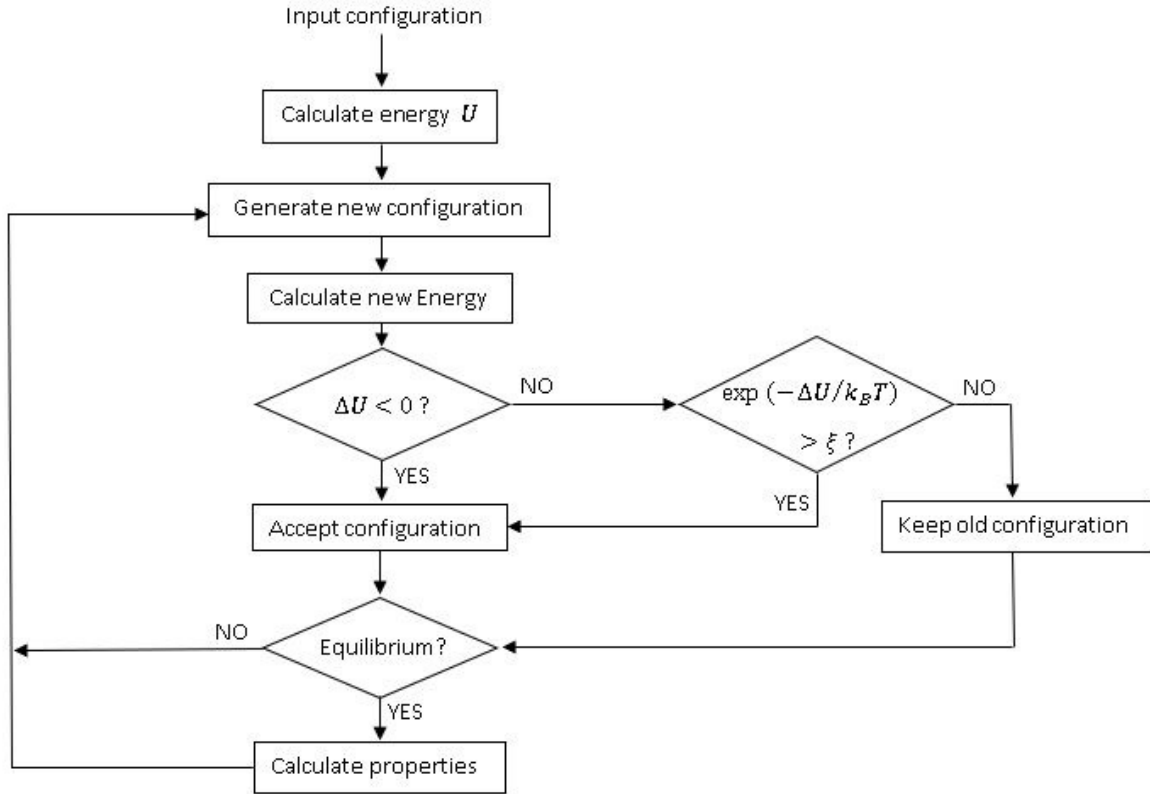 Input configuration
Calculate energy U
Generate new configuration
Calculate new Energy
ΔU < 0 ?
NO
exp (−ΔU/k_BT)
> ξ ?
NO
YES
YES
Accept configuration
Keep old configuration
NO
Equilibrium ?
YES
Calculate properties